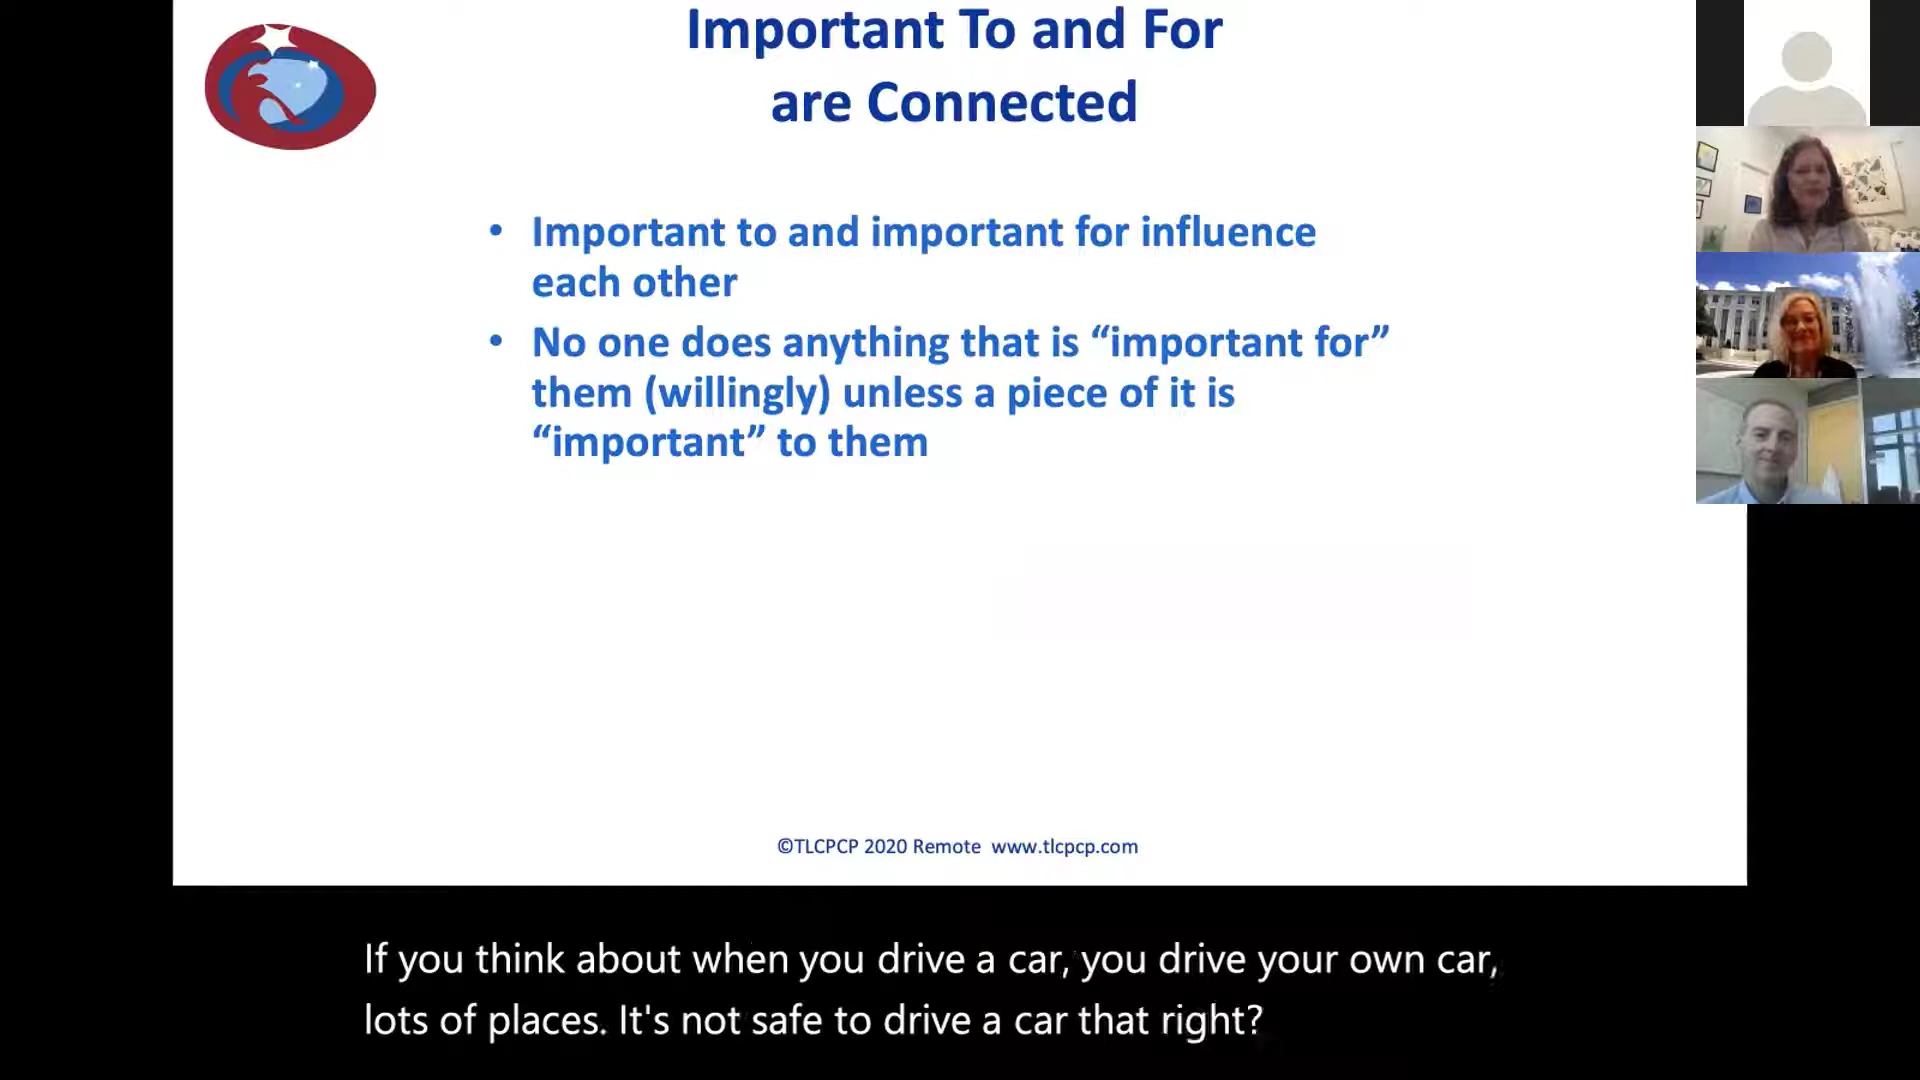 Important To and For
are Connected
• Important to and important for influence
each other
• No one does anything that is “important for”
them (willingly) unless a piece of it is
“important” to them
©TLCPCP 2020 Remote www.tlcpcp.com
If you think about when you drive a car, you drive your own car,
lots of places. It's not safe to drive a car that right?